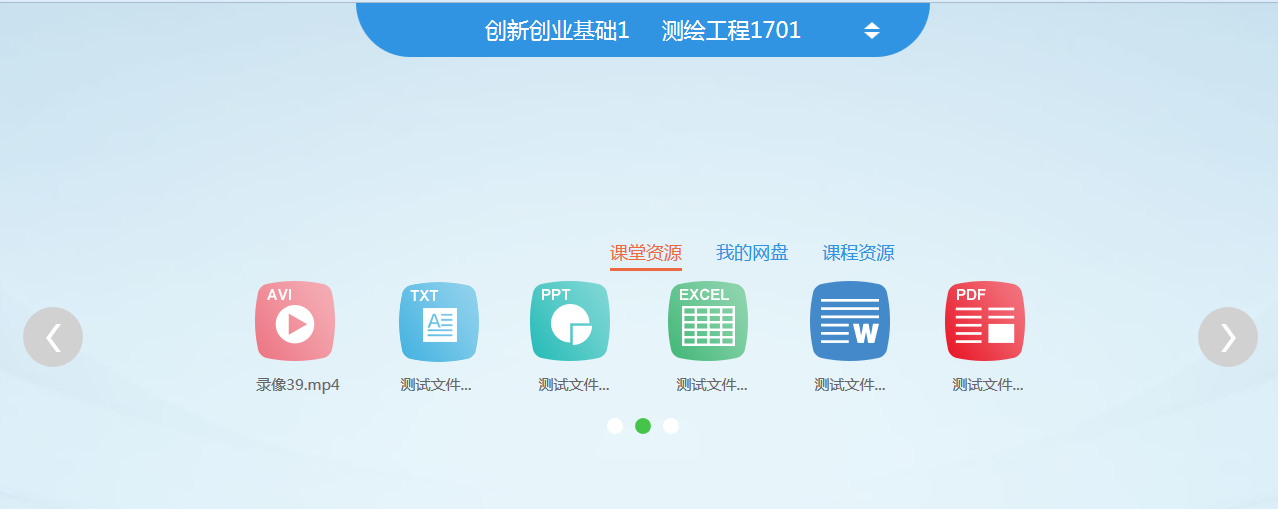 创新创业基础1 测绘工程1701
课堂资源 我的网盘 课程资源
AVI TXT PPT EXCEL W PDF
A
录像39.mp4 测试文件... 测试文件... 测试文件... 测试文件... 测试文件...